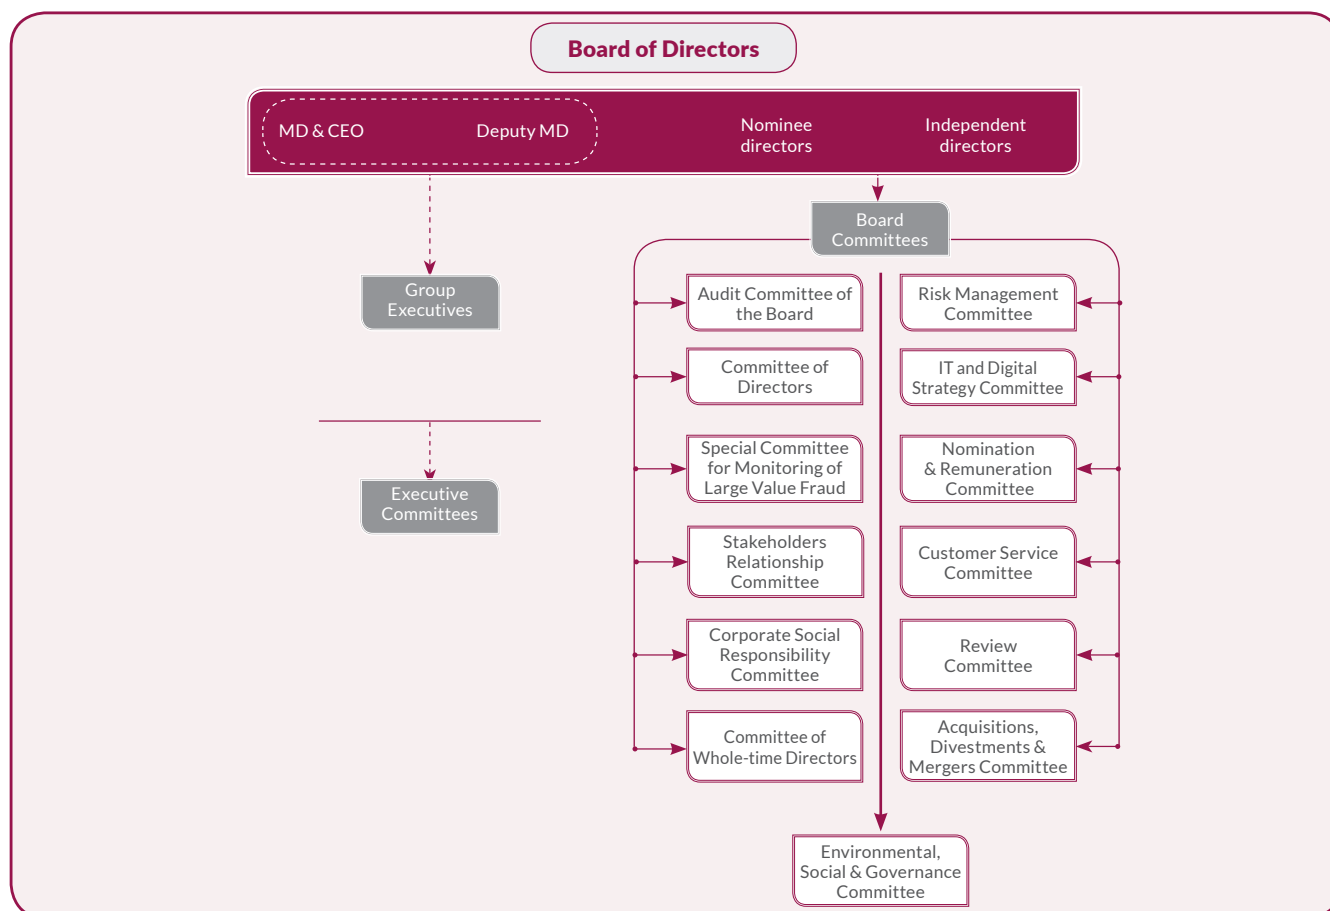 Board of Directors
MD & CEO
Deputy MD
Nominee
directors
Independent
directors
Board
Committees
Group
Executives
Executive
Committees
Audit Committee of
the Board
Risk Management
Committee
Committee of
Directors
IT and Digital
Strategy Committee
Special Committee
for Monitoring of
Large Value Fraud
Nomination
& Remuneration
Committee
Stakeholders
Relationship
Committee
Customer Service
Committee
Corporate Social
Responsibility
Committee
Review
Committee
Committee of
Whole-time Directors
Acquisitions,
Divestments &
Mergers Committee
Environmental,
Social & Governance
Committee